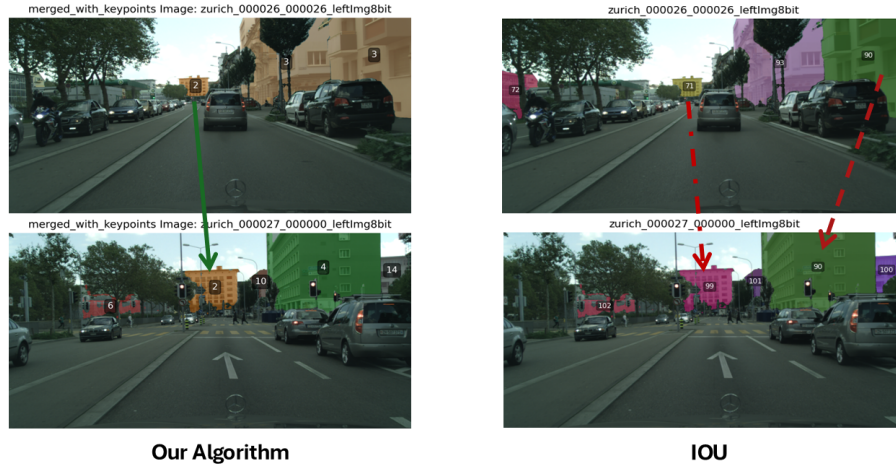 merged_with_keypoints Image: zurich_000026_000026_leftImg8bit
zurich_000026_000026_leftImg8bit
2
3
3
72
71
93
90
merged_with_keypoints Image: zurich_000027_000000_leftImg8bit
zurich_000027_000000_leftImg8bit
6
2
10
4
14
102
99
101
90
100
Our Algorithm
IOU